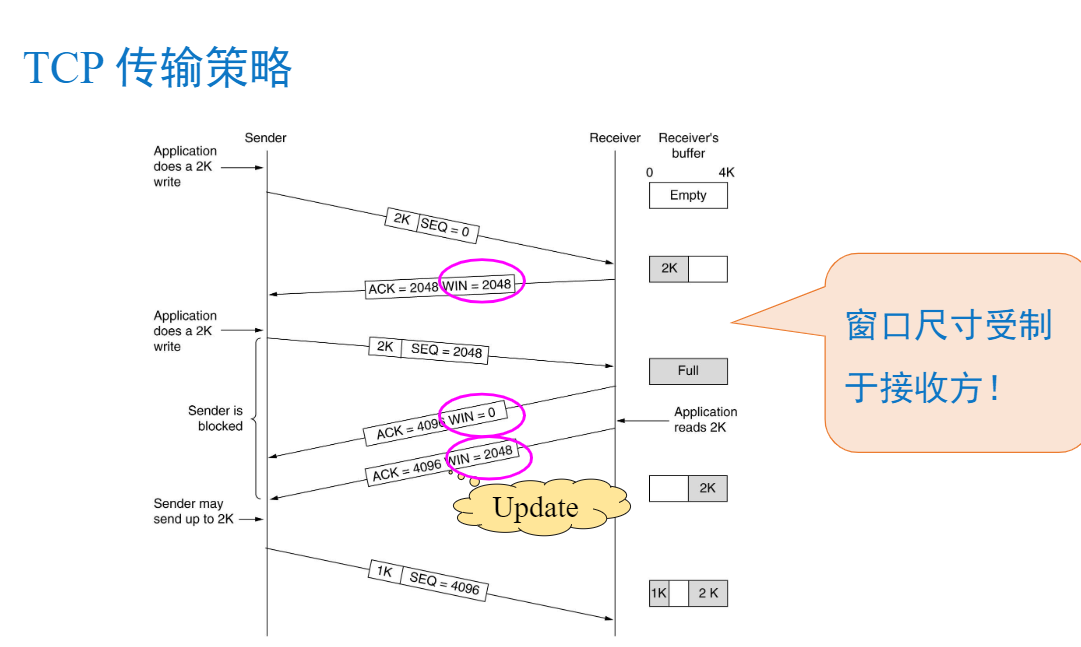 TCP 传输策略
Sender
Receiver
Receiver's
buffer
Application
does a 2K
write
0 4K
Empty
2K SEQ = 0
2K
ACK = 2048 WIN = 2048
Application
does a 2K
write
2K SEQ = 2048
Full
窗口尺寸受制
于接收方！
Sender is
blocked
ACK = 4096 WIN = 0
Application
reads 2K
ACK = 4096 WIN = 2048
2K
Update
Sender may
send up to 2K
1K SEQ = 4096
1K 2 K